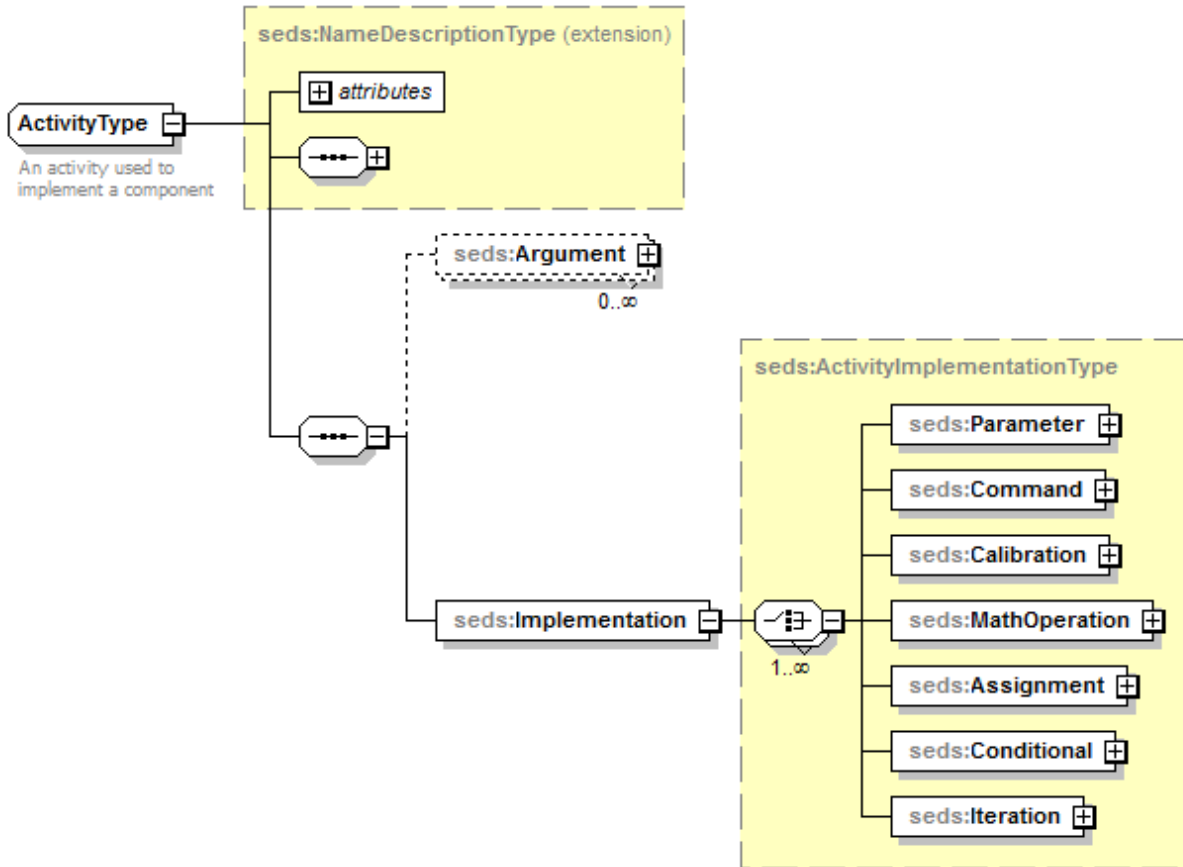 seds:NameDescriptionType (extension)
attributes
ActivityType
An activity used to
implement a component
seds:Argument
0..∞
seds:ActivityImplementationType
seds:Parameter
seds:Command
seds:Calibration
seds:Implementation
seds:MathOperation
1..∞
seds:Assignment
seds:Conditional
seds:Iteration